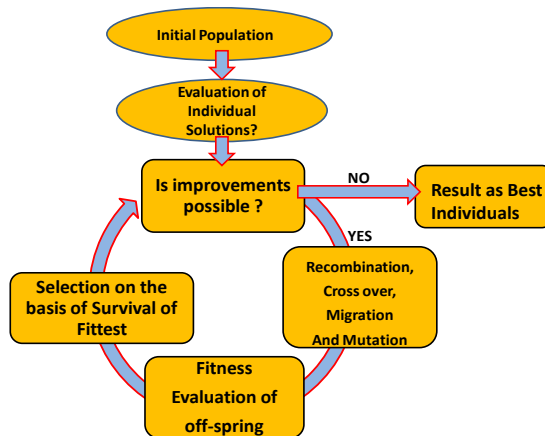 Initial Population
Evaluation of
Individual
Solutions?
Is improvements
possible ?
NO
Result as Best
Individuals
YES
Recombination,
Cross over,
Migration
And Mutation
Fitness
Evaluation of
off-spring
Selection on the
basis of Survival of
Fittest